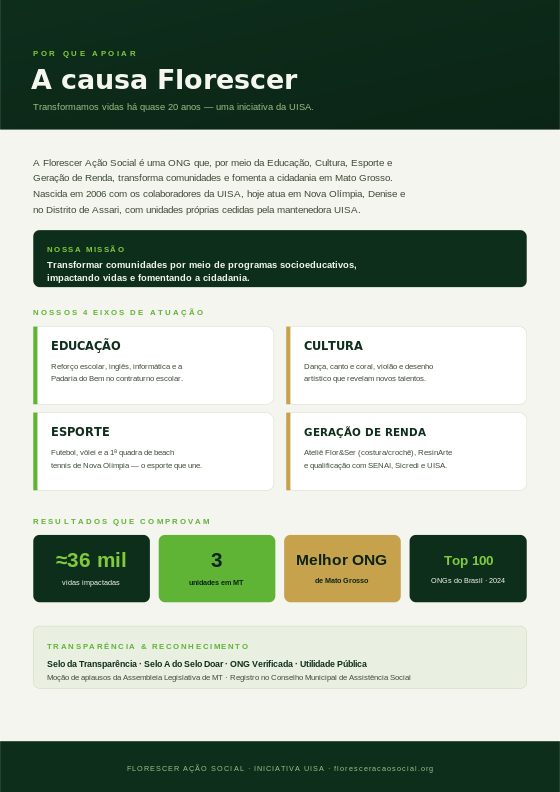 POR QUE APOIAR
A causa Florescer
Transformamos vidas há quase 20 anos — uma iniciativa da UISA.
A Florescer Ação Social é uma ONG que, por meio da Educação, Cultura, Esporte e
Geração de Renda, transforma comunidades e fomenta a cidadania em Mato Grosso.
Nascida em 2006 com os colaboradores da UISA, hoje atua em Nova Olímpia, Denise e
no Distrito de Assari, com unidades próprias cedidas pela mantenedora UISA.
NOSSA MISSÃO
Transformar comunidades por meio de programas socioeducativos,
impactando vidas e fomentando a cidadania.
NOSSOS 4 EIXOS DE ATUAÇÃO
EDUCAÇÃO
Reforço escolar, inglês, informática e a
Padaria do Bem no contraturno escolar.
CULTURA
Dança, canto e coral, violão e desenho
artístico que revelam novos talentos.
ESPORTE
Futebol, vôlei e a 1ª quadra de beach
tennis de Nova Olímpia — o esporte que une.
GERAÇÃO DE RENDA
Ateliê Flor&Ser (costura/crochê), ResinArte
e qualificação com SENAI, Sicredi e UISA.
RESULTADOS QUE COMPROVAM
≈36 mil
vidas impactadas
3
unidades em MT
Melhor ONG
de Mato Grosso
Top 100
ONGs do Brasil · 2024
TRANSPARÊNCIA & RECONHECIMENTO
Selo da Transparência · Selo A do Selo Doar · ONG Verificada · Utilidade Pública
Moção de aplausos da Assembleia Legislativa de MT · Registro no Conselho Municipal de Assistência Social
FLORESCER AÇÃO SOCIAL · INICIATIVA UISA · floresceracaosocial.org